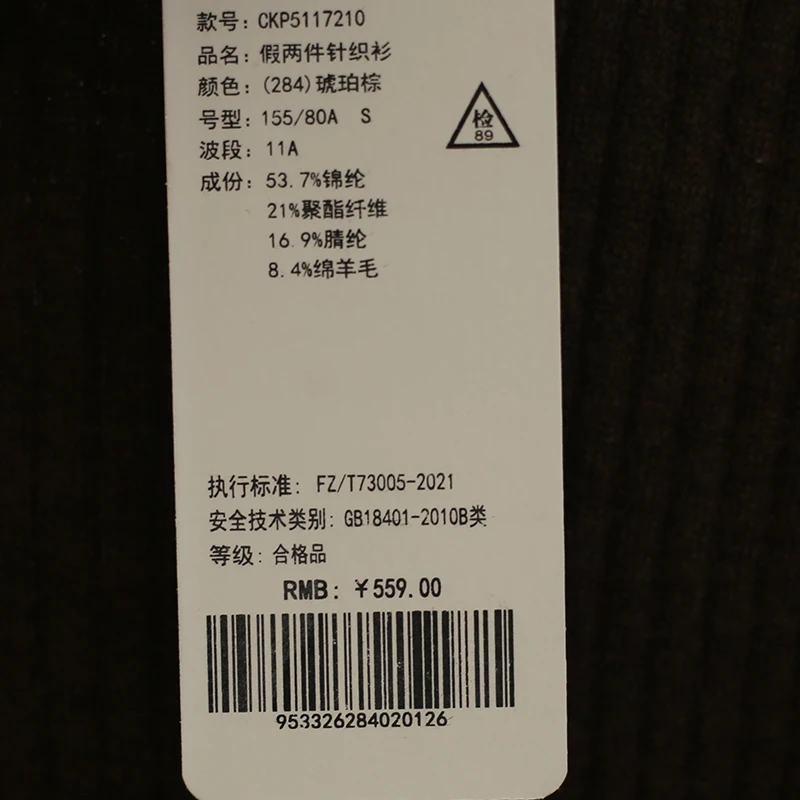 款号: CKP5117210
品名: 假两件针织衫
颜色: (284)琥珀棕
号型: 155/80A S
检
89
波段: 11A
成份: 53.7%锦纶
21%聚酯纤维
16.9%腈纶
8.4%绵羊毛
执行标准: FZ/T73005-2021
安全技术类别: GB18401-2010B类
等级: 合格品
RMB: ¥559.00
953326284020126